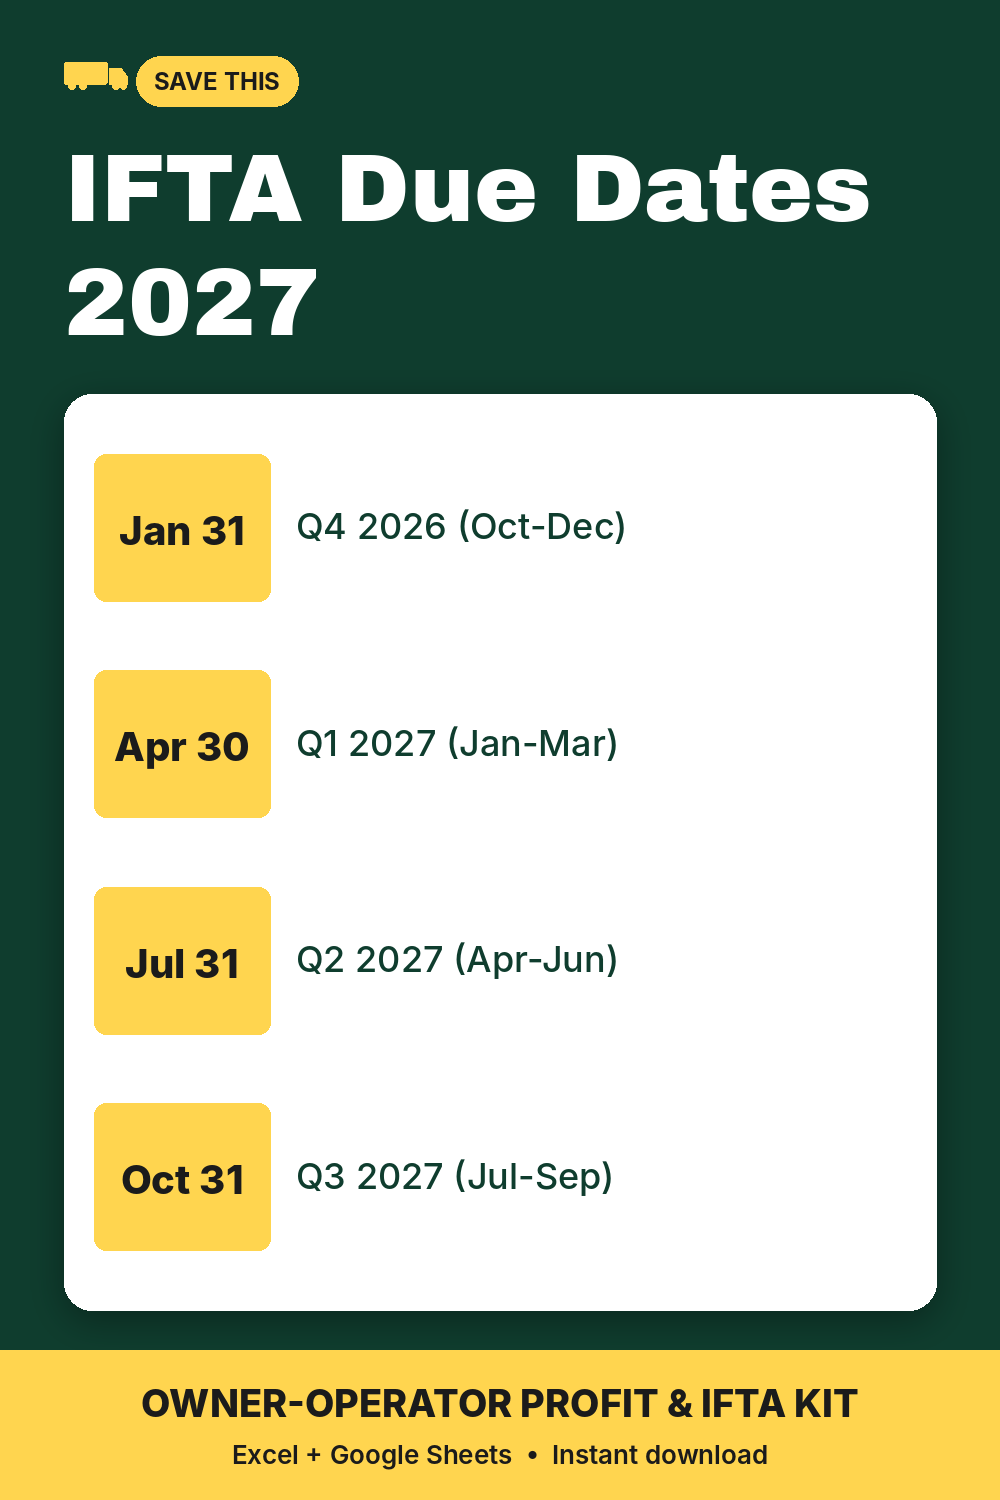 SAVE THIS
IFTA Due Dates
2027
Jan 31
Q4 2026 (Oct-Dec)
Apr 30
Q1 2027 (Jan-Mar)
Jul 31
Q2 2027 (Apr-Jun)
Oct 31
Q3 2027 (Jul-Sep)
OWNER-OPERATOR PROFIT & IFTA KIT
Excel + Google Sheets • Instant download